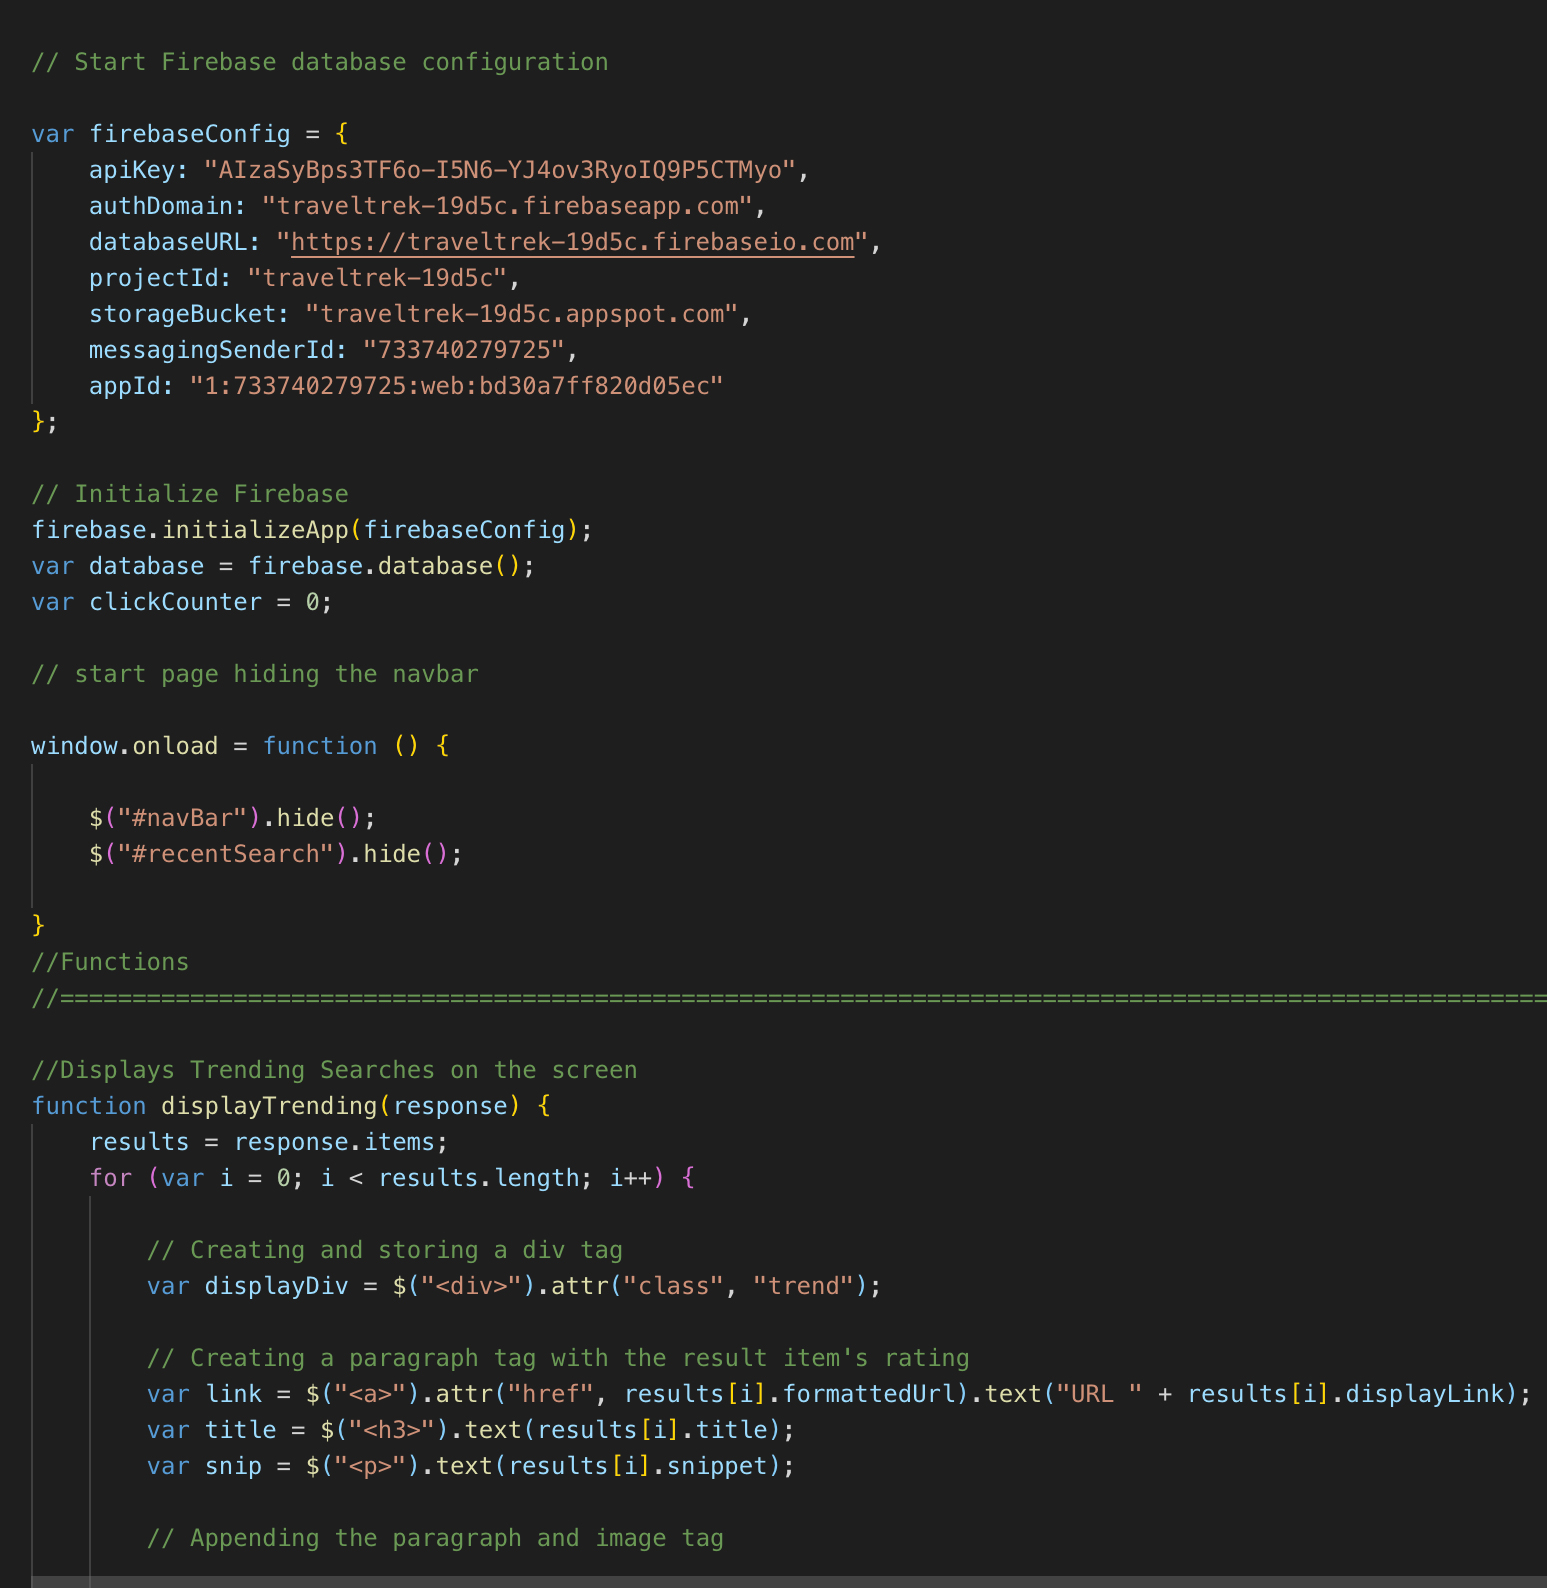 // Start Firebase database configuration
var firebaseConfig = {
apiKey: "AIzaSyBps3TF6o-I5N6-YJ4ov3RyoIQ9P5CTMyo",
authDomain: "traveltrek-19d5c.firebaseapp.com",
databaseURL: "https://traveltrek-19d5c.firebaseio.com",
projectId: "traveltrek-19d5c",
storageBucket: "traveltrek-19d5c.appspot.com",
messagingSenderId: "733740279725",
appId: "1:733740279725:web:bd30a7ff820d05ec"
};
// Initialize Firebase
firebase.initializeApp(firebaseConfig);
var database = firebase.database();
var clickCounter = 0;
// start page hiding the navbar
window.onload = function () {
$("#navBar").hide();
$("#recentSearch").hide();
}
//Functions
//=======================================================================================================
//Displays Trending Searches on the screen
function displayTrending(response) {
results = response.items;
for (var i = 0; i < results.length; i++) {
// Creating and storing a div tag
var displayDiv = $("<div>").attr("class", "trend");
// Creating a paragraph tag with the result item's rating
var link = $("<a>").attr("href", results[i].formattedUrl).text("URL " + results[i].displayLink);
var title = $("<h3>").text(results[i].title);
var snip = $("<p>").text(results[i].snippet);
// Appending the paragraph and image tag